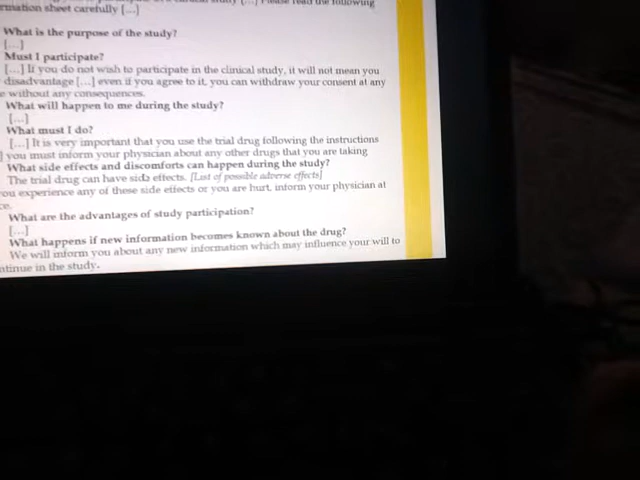 rmation sheet carefully [...]
What is the purpose of the study?
[...]
Must I participate?
[...] If you do not wish to participate in the clinical study, it will not mean you
disadvantage [...] even if you agree to it, you can withdraw your consent at any
e without any consequences.
What will happen to me during the study?
[...]
What must I do?
[...] It is very important that you use the trial drug following the instructions
] you must inform your physician about any other drugs that you are taking
What side effects and discomforts can happen during the study?
The trial drug can have side effects. [List of possible adverse effects]
ou experience any of these side effects or you are hurt, inform your physician at
ce.
What are the advantages of study participation?
[...]
What happens if new information becomes known about the drug?
We will inform you about any new information which may influence your will to
ntinue in the study.